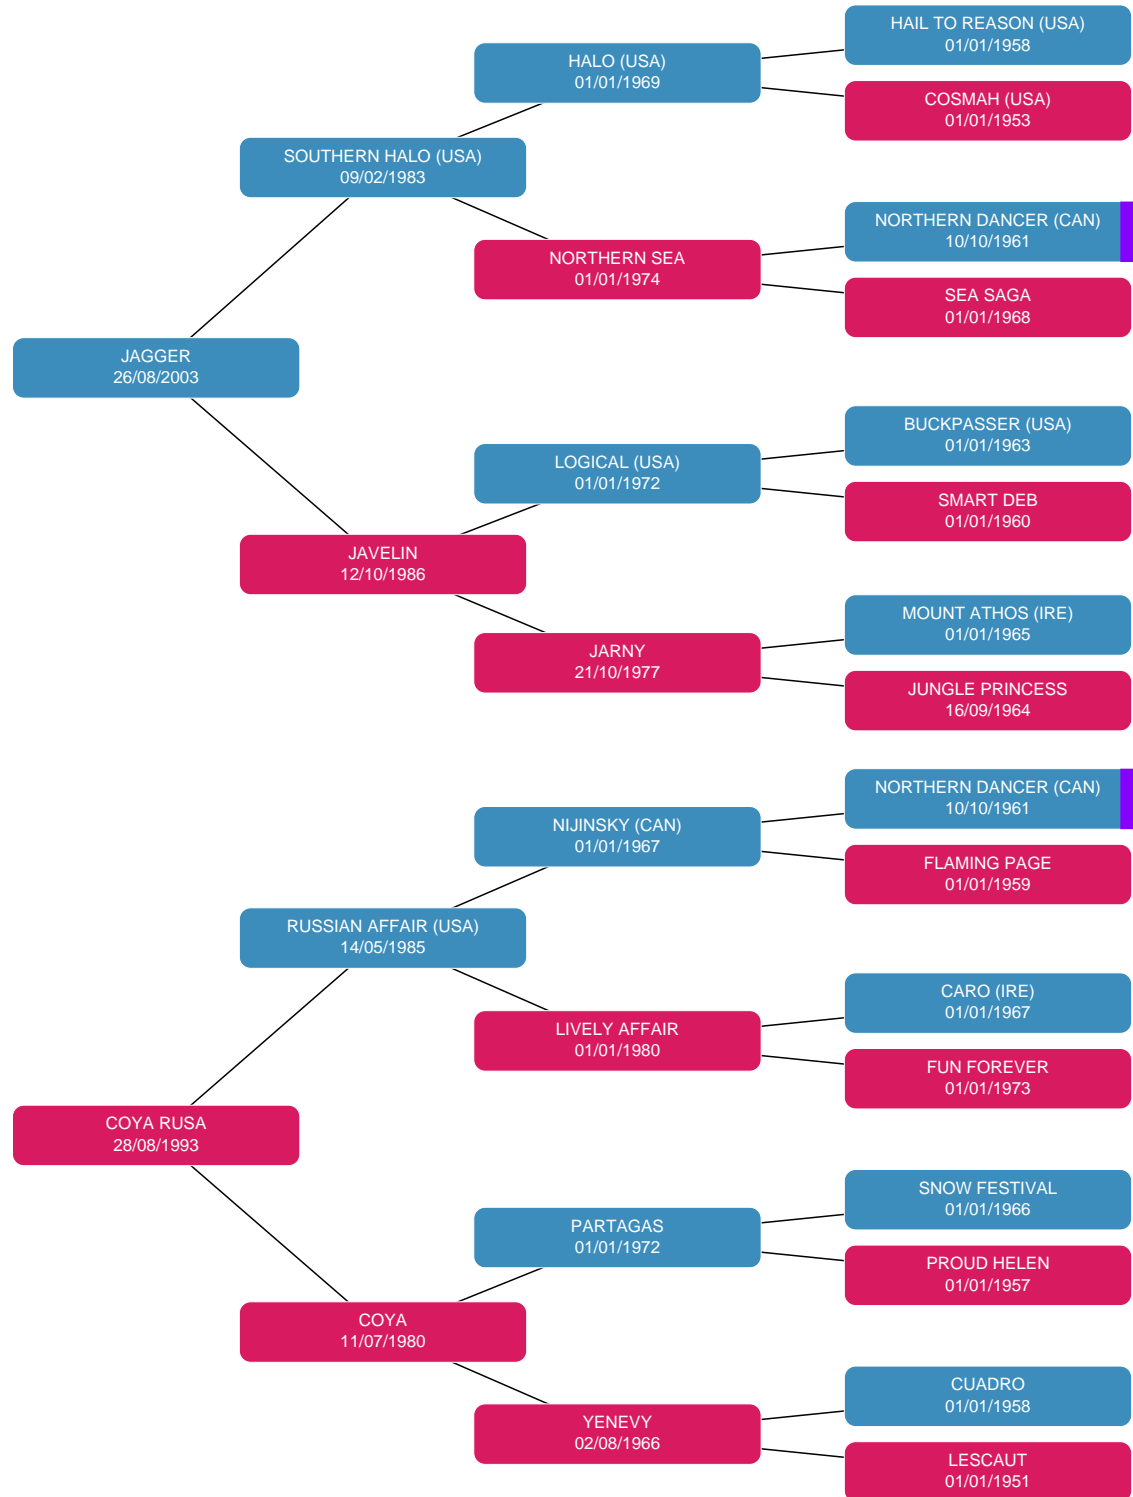 HAIL TO REASON (USA)
01/01/1958
HALO (USA)
01/01/1969
COSMAH (USA)
01/01/1953
SOUTHERN HALO (USA)
09/02/1983
NORTHERN DANCER (CAN)
10/10/1961
NORTHERN SEA
01/01/1974
SEA SAGA
01/01/1968
JAGGER
26/08/2003
BUCKPASSER (USA)
01/01/1963
LOGICAL (USA)
01/01/1972
SMART DEB
01/01/1960
JAVELIN
12/10/1986
MOUNT ATHOS (IRE)
01/01/1965
JARNY
21/10/1977
JUNGLE PRINCESS
16/09/1964
NORTHERN DANCER (CAN)
10/10/1961
NIJINSKY (CAN)
01/01/1967
FLAMING PAGE
01/01/1959
RUSSIAN AFFAIR (USA)
14/05/1985
CARO (IRE)
01/01/1967
LIVELY AFFAIR
01/01/1980
FUN FOREVER
01/01/1973
COYA RUSA
28/08/1993
SNOW FESTIVAL
01/01/1966
PARTAGAS
01/01/1972
PROUD HELEN
01/01/1957
COYA
11/07/1980
CUADRO
01/01/1958
YENEVY
02/08/1966
LESCAUT
01/01/1951